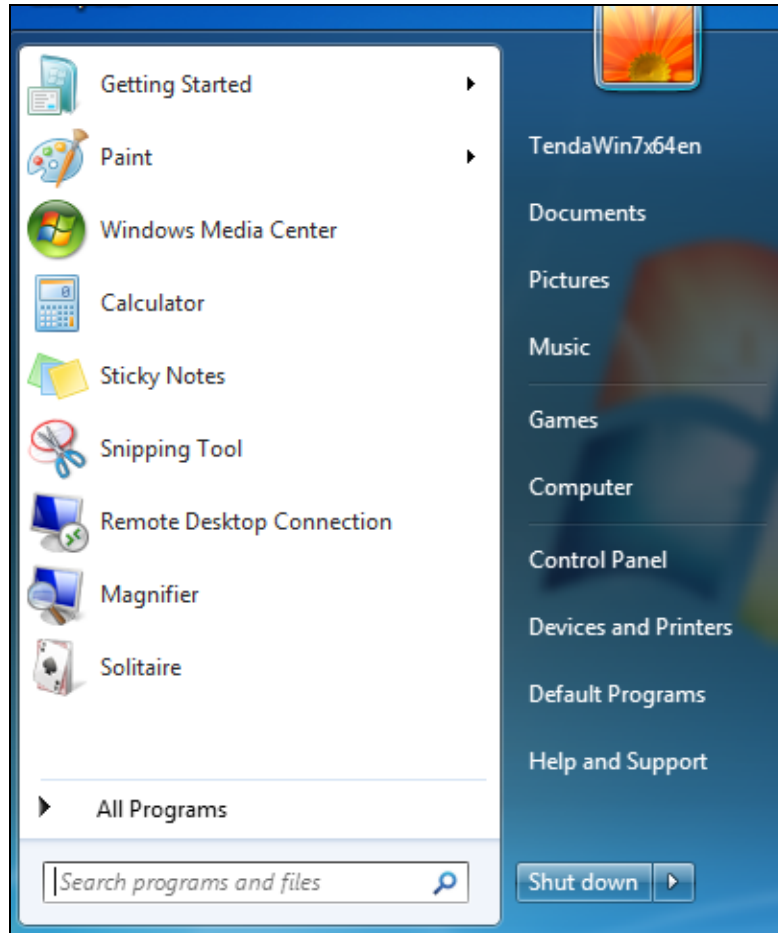 Getting Started
Paint
Windows Media Center
Calculator
Sticky Notes
Snipping Tool
Remote Desktop Connection
Magnifier
Solitaire
All Programs
Search programs and files
TendaWin7x64en
Documents
Pictures
Music
Games
Computer
Control Panel
Devices and Printers
Default Programs
Help and Support
Shut down